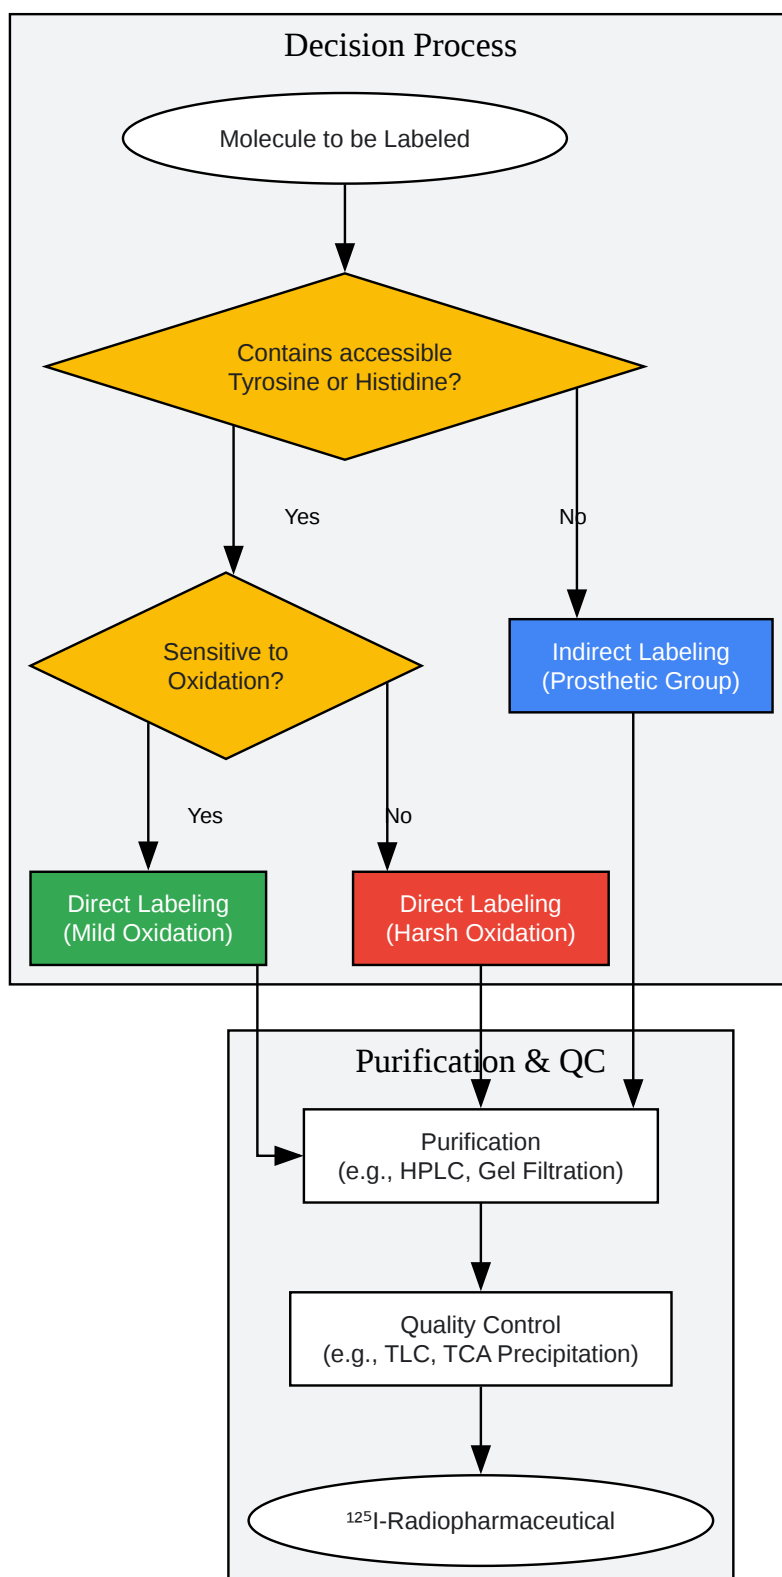 Decision Process
Molecule to be Labeled
Contains accessible
Tyrosine or Histidine?
Yes
No
Sensitive to
Oxidation?
Indirect Labeling
(Prosthetic Group)
Yes
No
Direct Labeling
(Mild Oxidation)
Direct Labeling
(Harsh Oxidation)
Purification & QC
Purification
(e.g., HPLC, Gel Filtration)
Quality Control
(e.g., TLC, TCA Precipitation)
¹²⁵I-Radiopharmaceutical